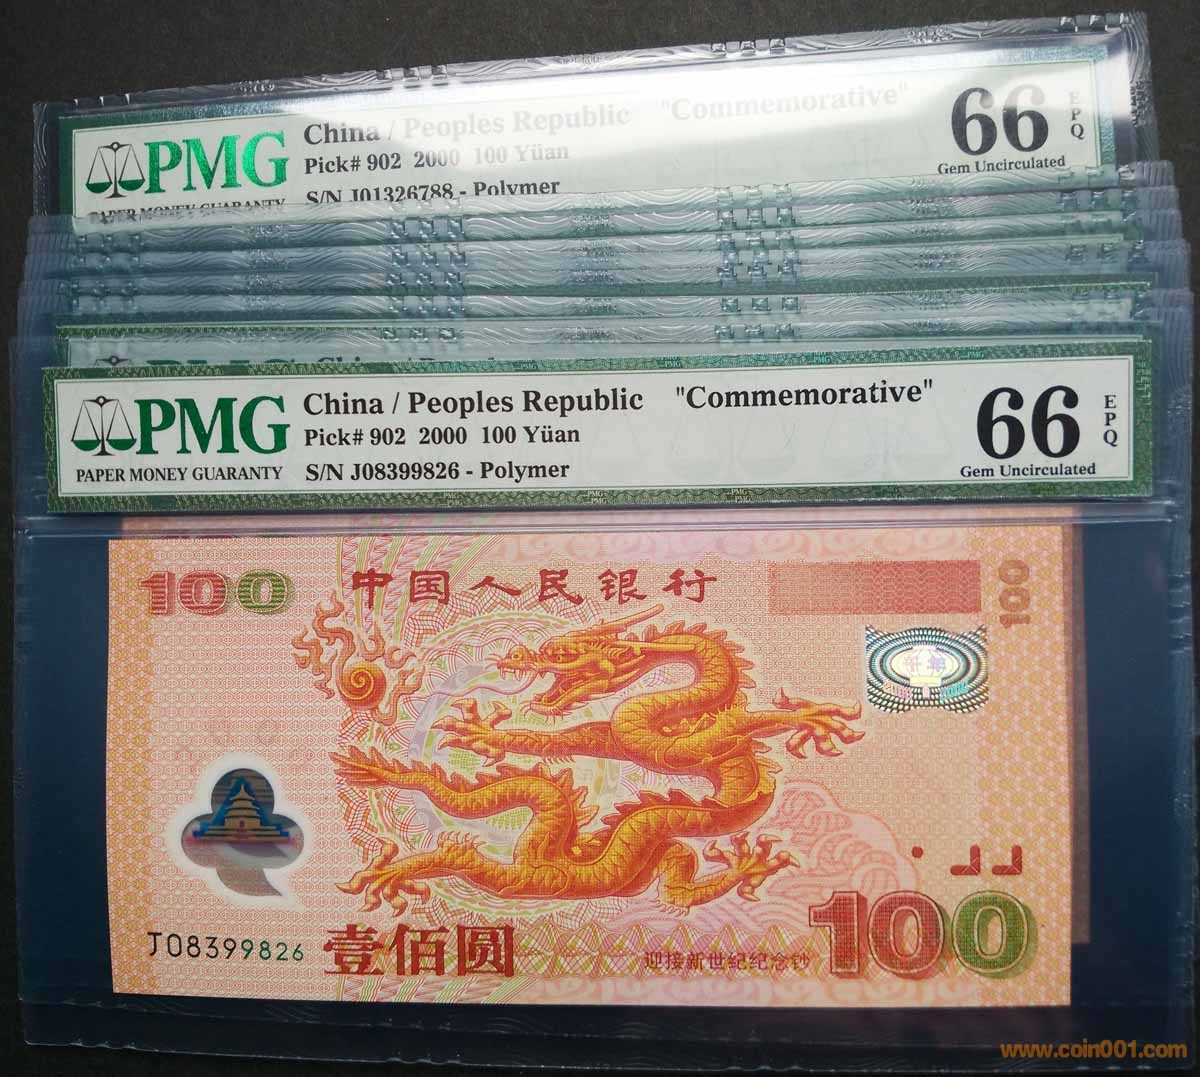 PMG
China / Peoples Republic "Commemorative"
Pick# 902 2000 100 Yüan
S/N J01326788 - Polymer
PAPER MONEY GUARANTY
66
EPQ
Gem Uncirculated
PMG
PAPER MONEY GUARANTY
China / Peoples Republic "Commemorative"
Pick# 902 2000 100 Yüan
S/N J08399826 - Polymer
66
EPQ
Gem Uncirculated
100
中国人民银行
100
J08399826
壹佰圆
迎接新世纪纪念钞
100
www.coin001.com